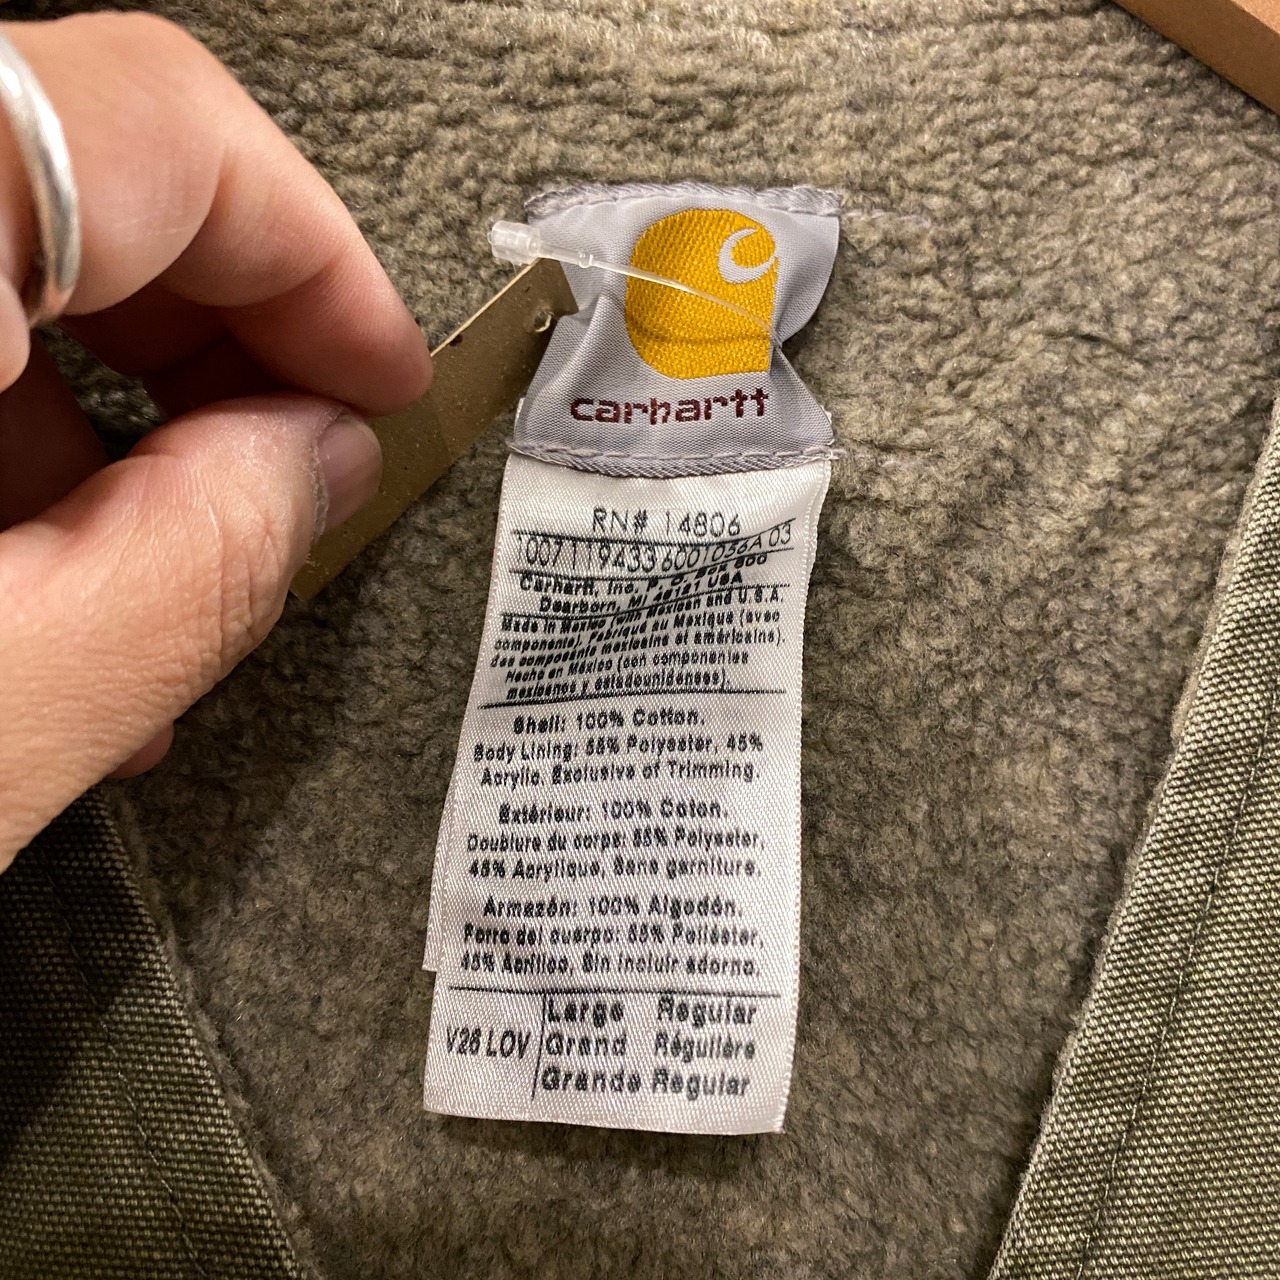 carhartt
RN# 14806
1007119433 6001056A 03
Carhartt, Inc, P. O. Box 600
Dearborn, MI 48121 USA
Made in Mexico (with Mexican and U.S.A.
components). Fabriqué au Mexique (avec
des composants mexicains et américains).
Hecho en México (con componentes
mexicanos y estadounidenses).
Shell: 100% Cotton.
Body Lining: 55% Polyester, 45%
Acrylic. Exclusive of Trimming.
Extérieur: 100% Coton.
Doublure du corps: 55% Polyester,
45% Acrylique, Sans garniture.
Armazón: 100% Algodón.
Forro del cuerpo: 55% Poliéster,
45% Acrílico, Sin incluir adorno.
V26 LOV
Large Regular
Grand Régulière
Grande Regular